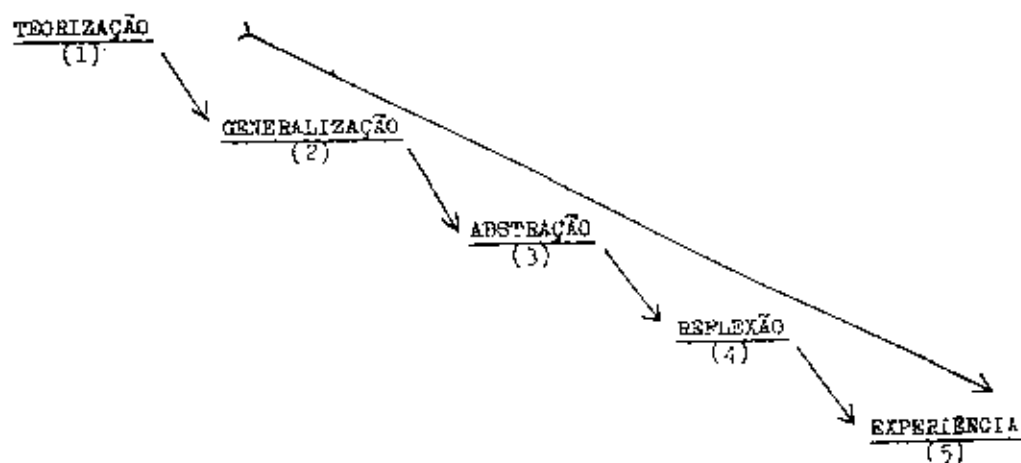 TEORIZAÇÃO
(1)
GENERALIZAÇÃO
(2)
ABSTRAÇÃO
(3)
REFLEXÃO
(4)
EXPERIÊNCIA
(5)